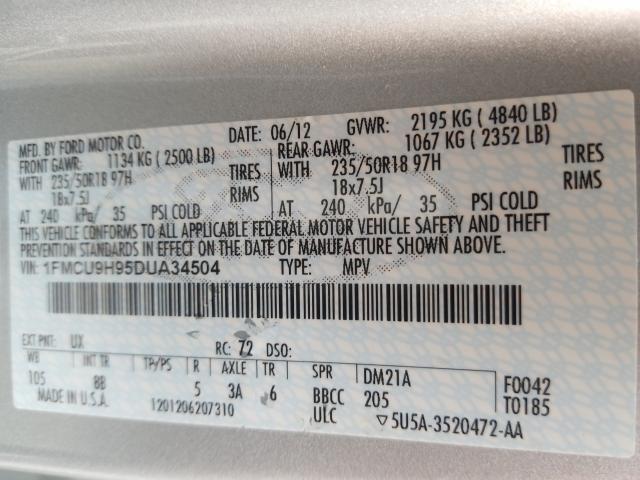 MFD. BY FORD MOTOR CO. DATE: 06/12 GVWR: 2195 KG ( 4840 LB)
FRONT GAWR: 1134 KG ( 2500 LB) REAR GAWR: 1067 KG ( 2352 LB)
WITH 235/50R18 97H TIRES WITH 235/50R18 97H TIRES
18x7.5J RIMS 18x7.5J RIMS
AT 240 kPa/ 35 PSI COLD AT 240 kPa/ 35 PSI COLD
THIS VEHICLE CONFORMS TO ALL APPLICABLE FEDERAL MOTOR VEHICLE SAFETY AND THEFT
PREVENTION STANDARDS IN EFFECT ON THE DATE OF MANUFACTURE SHOWN ABOVE.
VIN: 1FMCU9H95DUA34504 TYPE: MPV
EXT PNT: UX RC: 72 DSO:
WB INT TR TP/PS R AXLE TR SPR DM21A F0042
105 8B 5 3A 6 BBCC 205 T0185
MADE IN U.S.A. 1201206207310 ULC ▽5U5A-3520472-AA